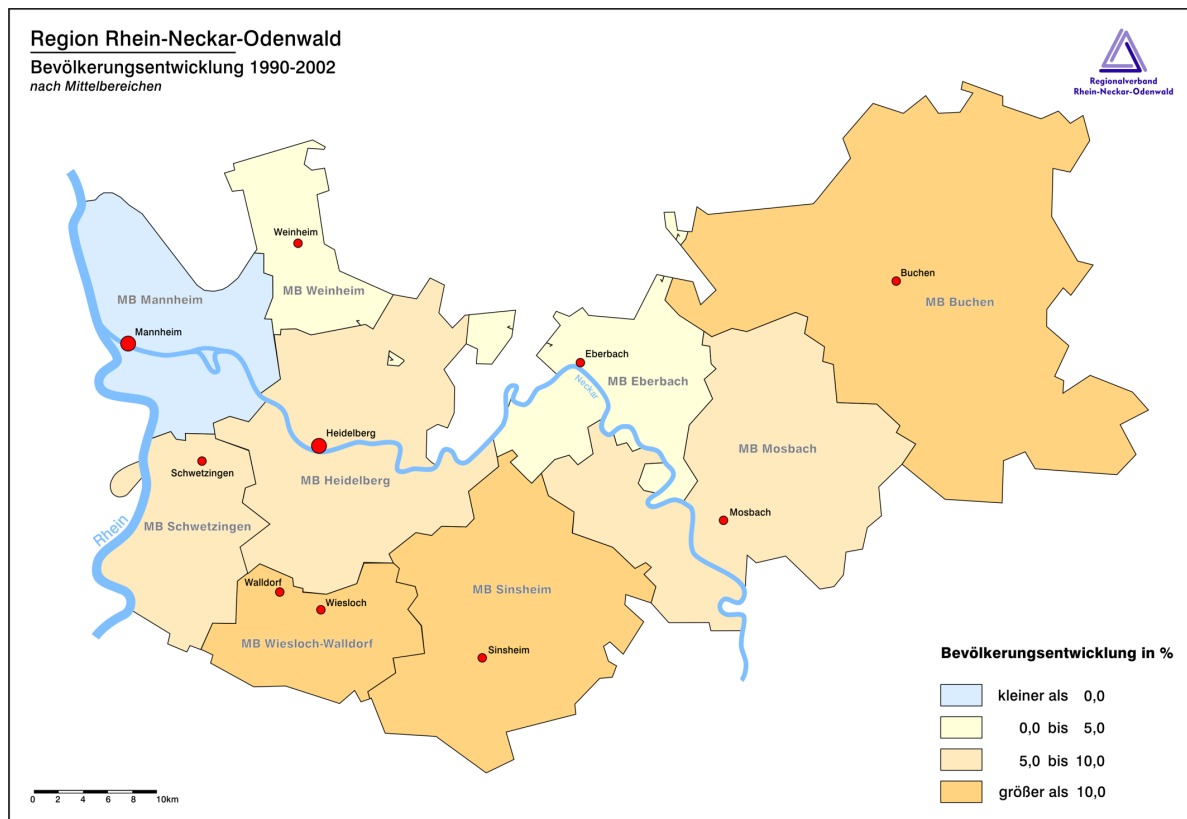 Region Rhein-Neckar-Odenwald
Bevölkerungsentwicklung 1990-2002
nach Mittelbereichen
Regionalverband
Rhein-Neckar-Odenwald
Weinheim
MB Weinheim
MB Mannheim
Mannheim
Buchen
MB Buchen
Eberbach
MB Eberbach
Neckar
Heidelberg
MB Heidelberg
MB Mosbach
Mosbach
Schwetzingen
MB Schwetzingen
Rhein
Walldorf
Wiesloch
MB Wiesloch-Walldorf
MB Sinsheim
Sinsheim
Bevölkerungsentwicklung in %
kleiner als 0,0
0,0 bis 5,0
5,0 bis 10,0
größer als 10,0
0 2 4 6 8 10km